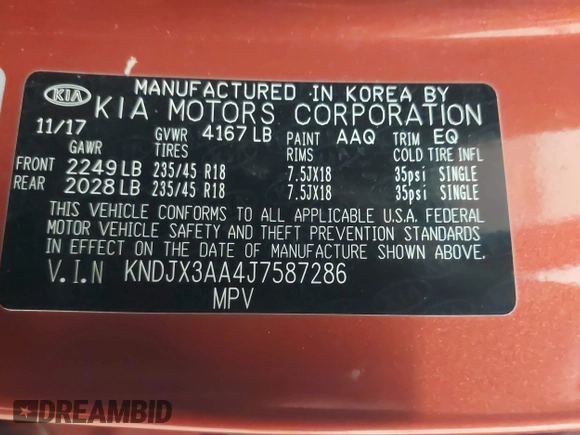 KIA
MANUFACTURED IN KOREA BY
KIA MOTORS CORPORATION
11/17 GVWR 4167 LB PAINT AAQ TRIM EQ
GAWR TIRES RIMS COLD TIRE INFL
FRONT 2249 LB 235/45 R18 7.5JX18 35psi SINGLE
REAR 2028 LB 235/45 R18 7.5JX18 35psi SINGLE
THIS VEHICLE CONFORMS TO ALL APPLICABLE U.S.A. FEDERAL
MOTOR VEHICLE SAFETY AND THEFT PREVENTION STANDARDS
IN EFFECT ON THE DATE OF MANUFACTURE SHOWN ABOVE.
V.I.N KNDJX3AA4J7587286
MPV
DREAMBID